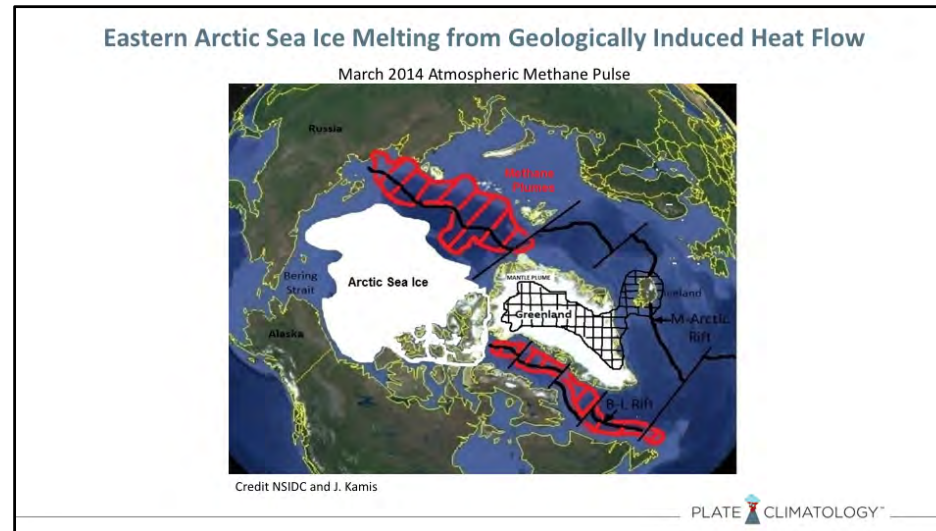 Eastern Arctic Sea Ice Melting from Geologically Induced Heat Flow
March 2014 Atmospheric Methane Pulse
Russia
Methane
Plumes
Bering
Strait
Arctic Sea Ice
MANTLE PLUME
Greenland
Iceland
M-Arctic
Rift
Alaska
B-L Rift
Credit NSIDC and J. Kamis
PLATE CLIMATOLOGY™